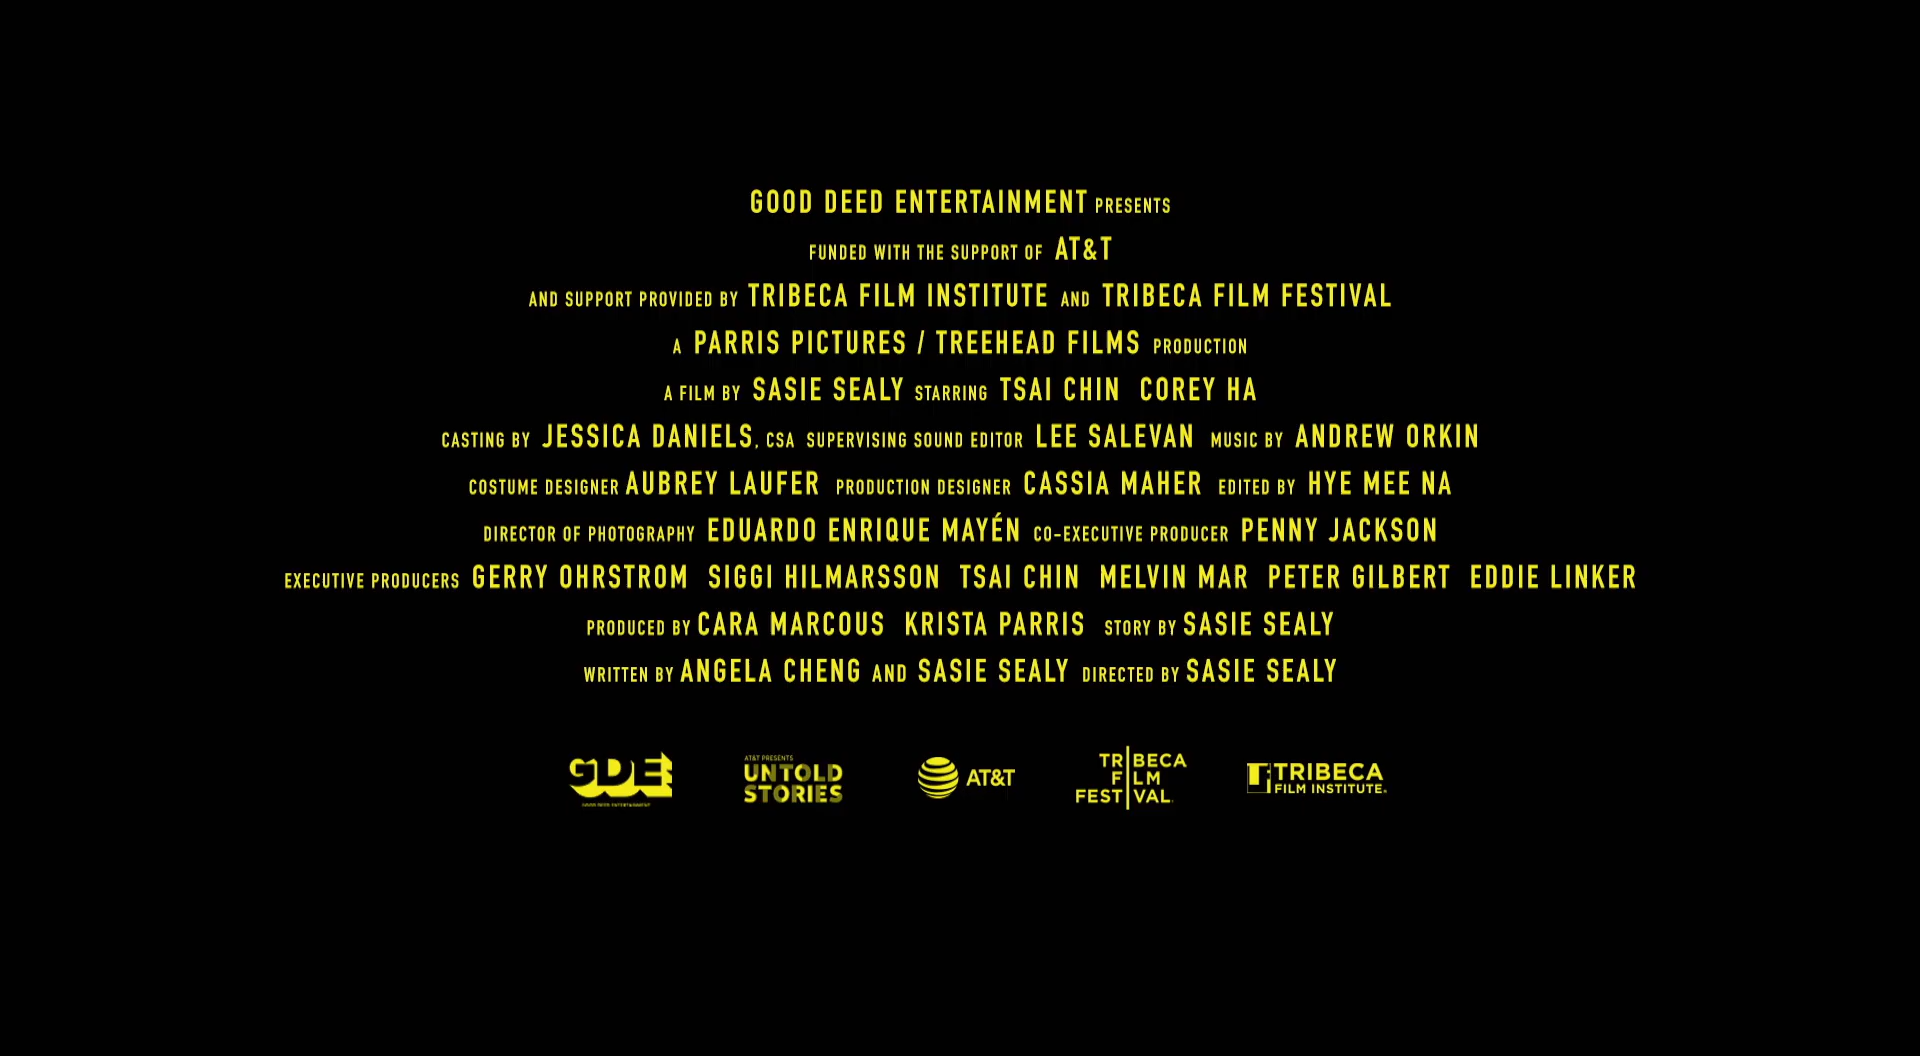 GOOD DEED ENTERTAINMENT PRESENTS
FUNDED WITH THE SUPPORT OF AT&T
AND SUPPORT PROVIDED BY TRIBECA FILM INSTITUTE AND TRIBECA FILM FESTIVAL
A PARRIS PICTURES / TREEHEAD FILMS PRODUCTION
A FILM BY SASIE SEALY STARRING TSAI CHIN COREY HA
CASTING BY JESSICA DANIELS, CSA SUPERVISING SOUND EDITOR LEE SALEVAN MUSIC BY ANDREW ORKIN
COSTUME DESIGNER AUBREY LAUFER PRODUCTION DESIGNER CASSIA MAHER EDITED BY HYE MEE NA
DIRECTOR OF PHOTOGRAPHY EDUARDO ENRIQUE MAYÉN CO-EXECUTIVE PRODUCER PENNY JACKSON
EXECUTIVE PRODUCERS GERRY OHRSTROM SIGGI HILMARSSON TSAI CHIN MELVIN MAR PETER GILBERT EDDIE LINKER
PRODUCED BY CARA MARCOUS KRISTA PARRIS STORY BY SASIE SEALY
WRITTEN BY ANGELA CHENG AND SASIE SEALY DIRECTED BY SASIE SEALY
GDE
GOOD DEED ENTERTAINMENT
AT&T PRESENTS
UNTOLD
STORIES
AT&T
TRIBECA
FILM
FESTIVAL
TRIBECA
FILM INSTITUTE®